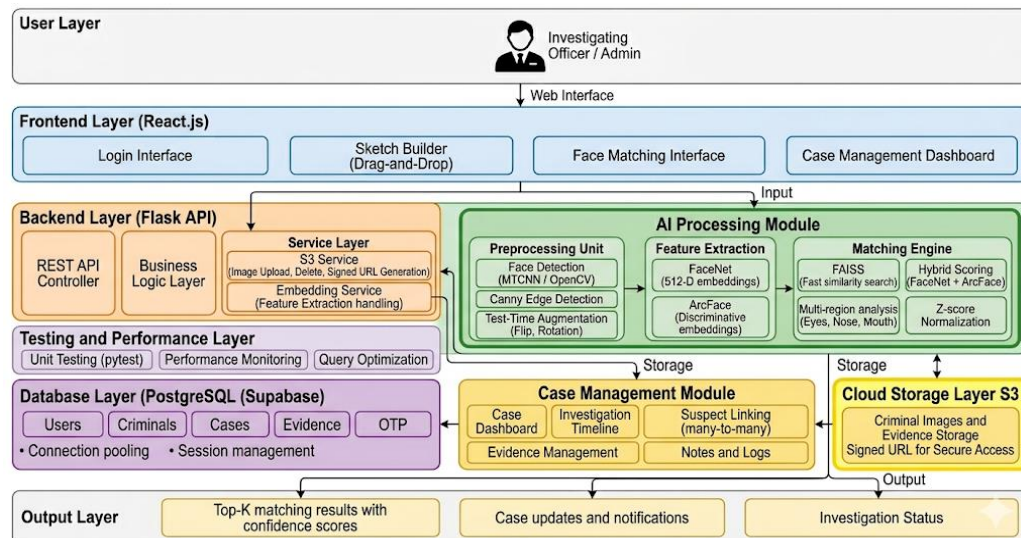 User Layer
Investigating
Officer / Admin
Web Interface
Frontend Layer (React.js)
Login Interface
Sketch Builder
(Drag-and-Drop)
Face Matching Interface
Case Management Dashboard
Input
Backend Layer (Flask API)
REST API
Controller
Business
Logic Layer
Service Layer
S3 Service
(Image Upload, Delete, Signed URL Generation)
Embedding Service
(Feature Extraction handling)
AI Processing Module
Preprocessing Unit
Face Detection
(MTCNN / OpenCV)
Canny Edge Detection
Test-Time Augmentation
(Flip, Rotation)
Feature Extraction
FaceNet
(512-D embeddings)
ArcFace
(Discriminative
embeddings)
Matching Engine
FAISS
(Fast similarity search)
Hybrid Scoring
(FaceNet + ArcFace)
Multi-region analysis
(Eyes, Nose, Mouth)
Z-score
Normalization
Testing and Performance Layer
Unit Testing (pytest)
Performance Monitoring
Query Optimization
Storage
Storage
Database Layer (PostgreSQL (Supabase)
Users
Criminals
Cases
Evidence
OTP
• Connection pooling
• Session management
Case Management Module
Case
Dashboard
Investigation
Timeline
Suspect Linking
(many-to-many)
Evidence Management
Notes and Logs
Cloud Storage Layer S3
Criminal Images and
Evidence Storage
Signed URL for Secure Access
Output
Output Layer
Top-K matching results with
confidence scores
Case updates and notifications
Investigation Status